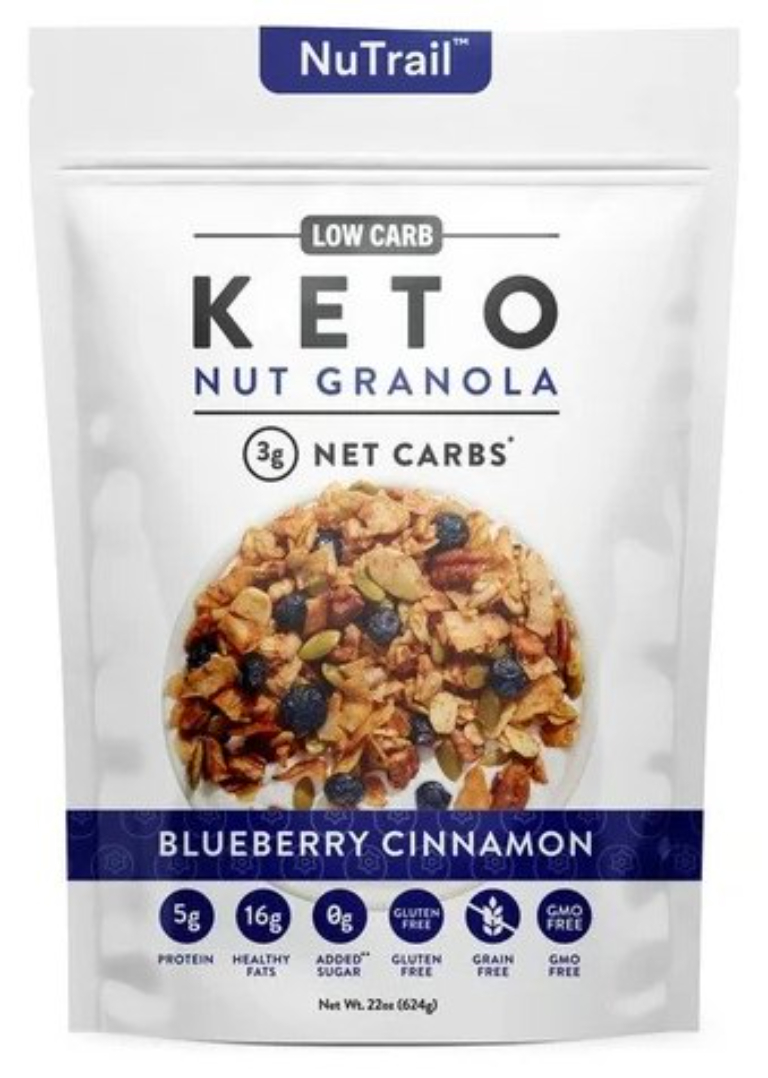 NuTrail™
LOW CARB
KETO
NUT GRANOLA
3g NET CARBS*
BLUEBERRY CINNAMON
5g 16g 0g GLUTEN FREE GMO FREE
PROTEIN HEALTHY FATS ADDED** SUGAR GLUTEN FREE GRAIN FREE GMO FREE
Net Wt. 22oz (624g)